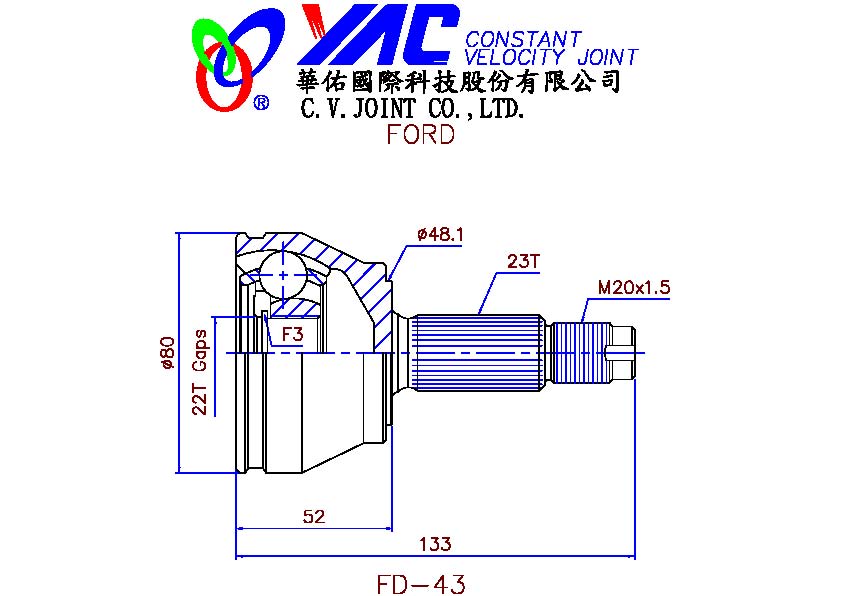 YAC CONSTANT
VELOCITY JOINT
®
華佑國際科技股份有限公司
C.V.JOINT CO.,LTD.
FORD
ø48.1
23T
M20x1.5
F3
ø80
22T Gaps
52
133
FD-43